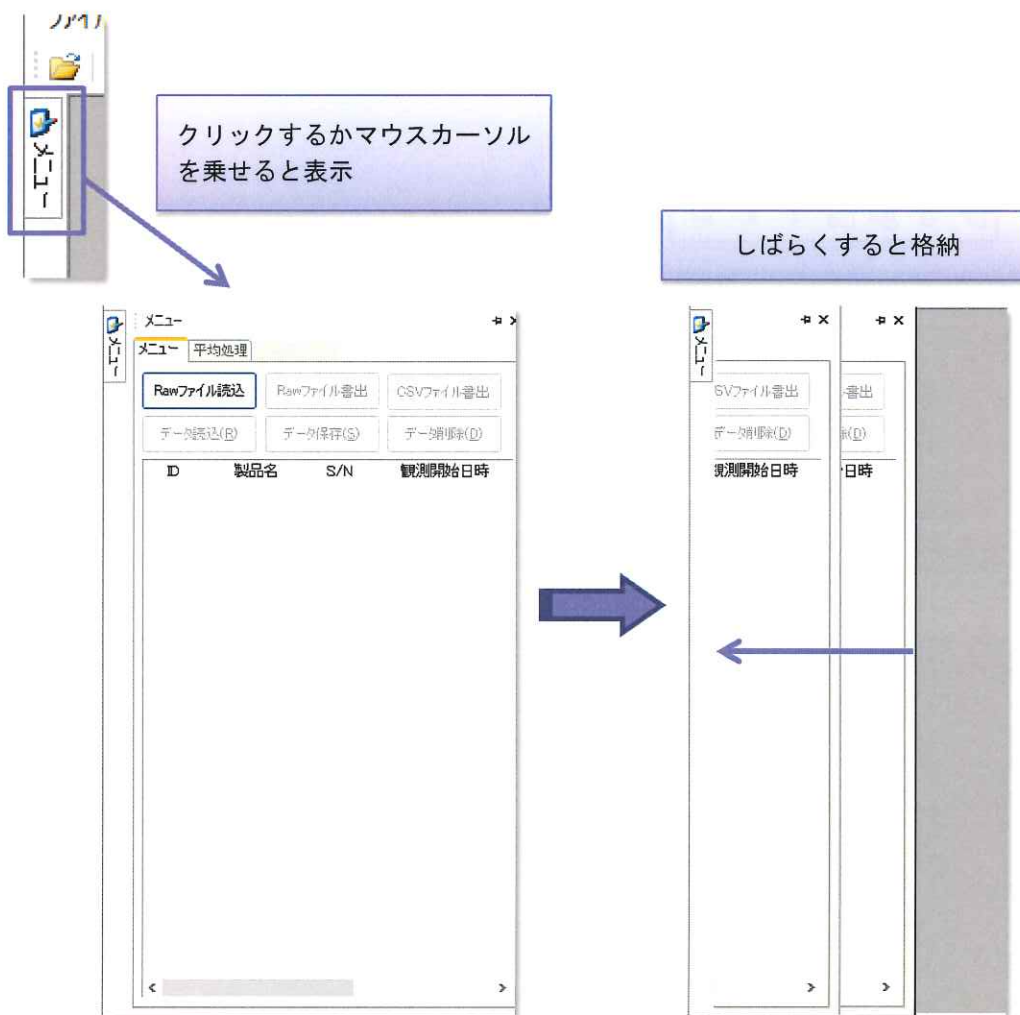 ファイル
メニュー
クリックするかマウスカーソル
を乗せると表示
しばらくすると格納
メニュー
メニュー
メニュー 平均処理
Rawファイル読込 Rawファイル書出 CSVファイル書出
データ読込(R) データ保存(S) データ削除(D)
ID 製品名 S/N 観測開始日時
メニュー
SVファイル書出
データ削除(D)
観測開始日時
書出
除(D)
日時